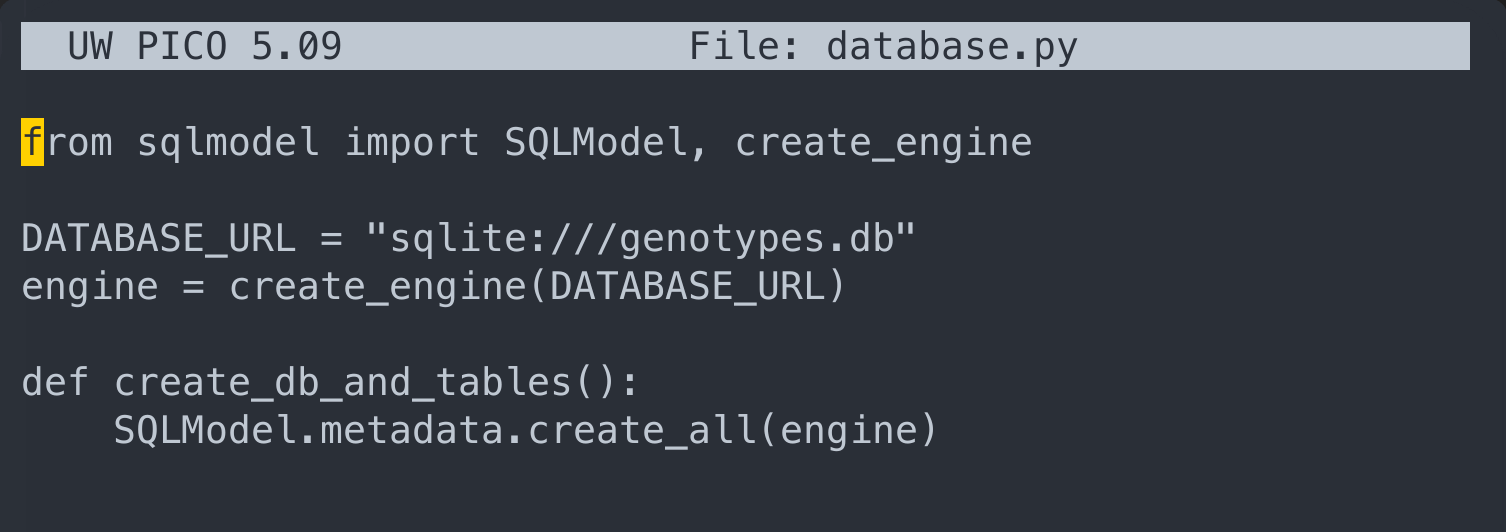 UW PICO 5.09 File: database.py
from sqlmodel import SQLModel, create_engine
DATABASE_URL = "sqlite:///genotypes.db"
engine = create_engine(DATABASE_URL)
def create_db_and_tables():
    SQLModel.metadata.create_all(engine)